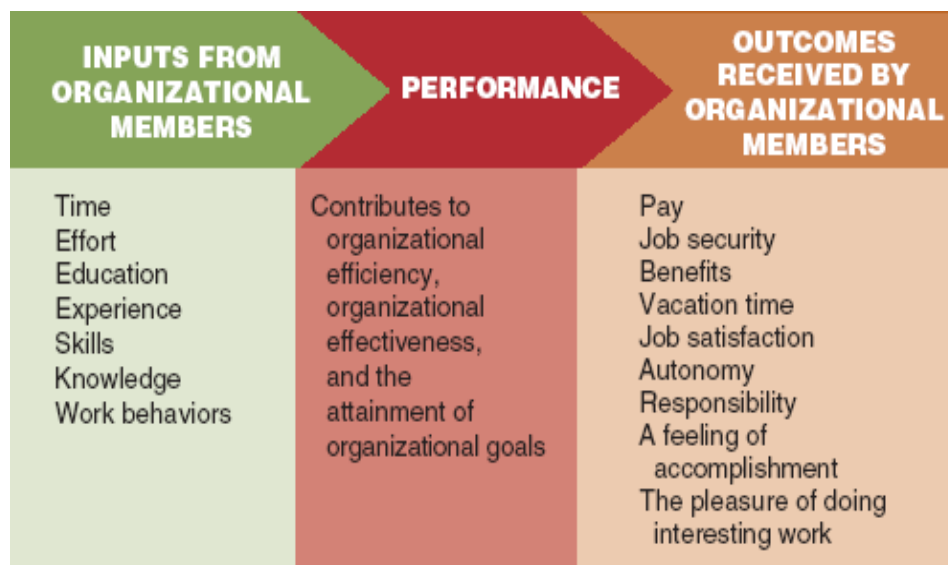 INPUTS FROM
ORGANIZATIONAL
MEMBERS
PERFORMANCE
OUTCOMES
RECEIVED BY
ORGANIZATIONAL
MEMBERS
Time
Effort
Education
Experience
Skills
Knowledge
Work behaviors
Contributes to
organizational
efficiency,
organizational
effectiveness,
and the
attainment of
organizational goals
Pay
Job security
Benefits
Vacation time
Job satisfaction
Autonomy
Responsibility
A feeling of
accomplishment
The pleasure of doing
interesting work